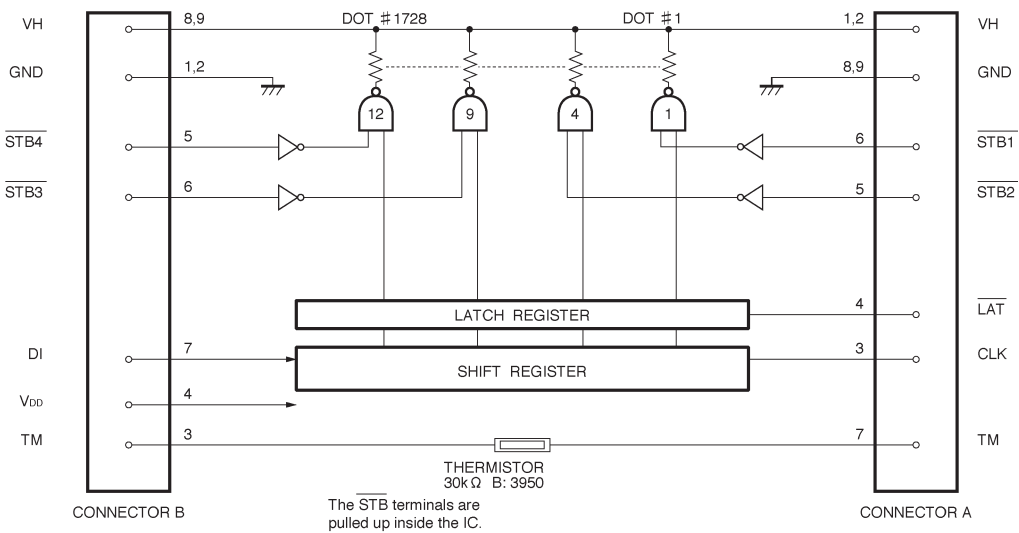 VH 8,9 DOT #1728 DOT #1 1,2 VH
GND 1,2 8,9 GND
12 9 4 1
STB4 5 6 STB1
STB3 6 5 STB2
LATCH REGISTER 4 LAT
DI 7 SHIFT REGISTER 3 CLK
VDD 4
TM 3 7 TM
THERMISTOR
30kΩ B: 3950
CONNECTOR B CONNECTOR A
The STB terminals are
pulled up inside the IC.